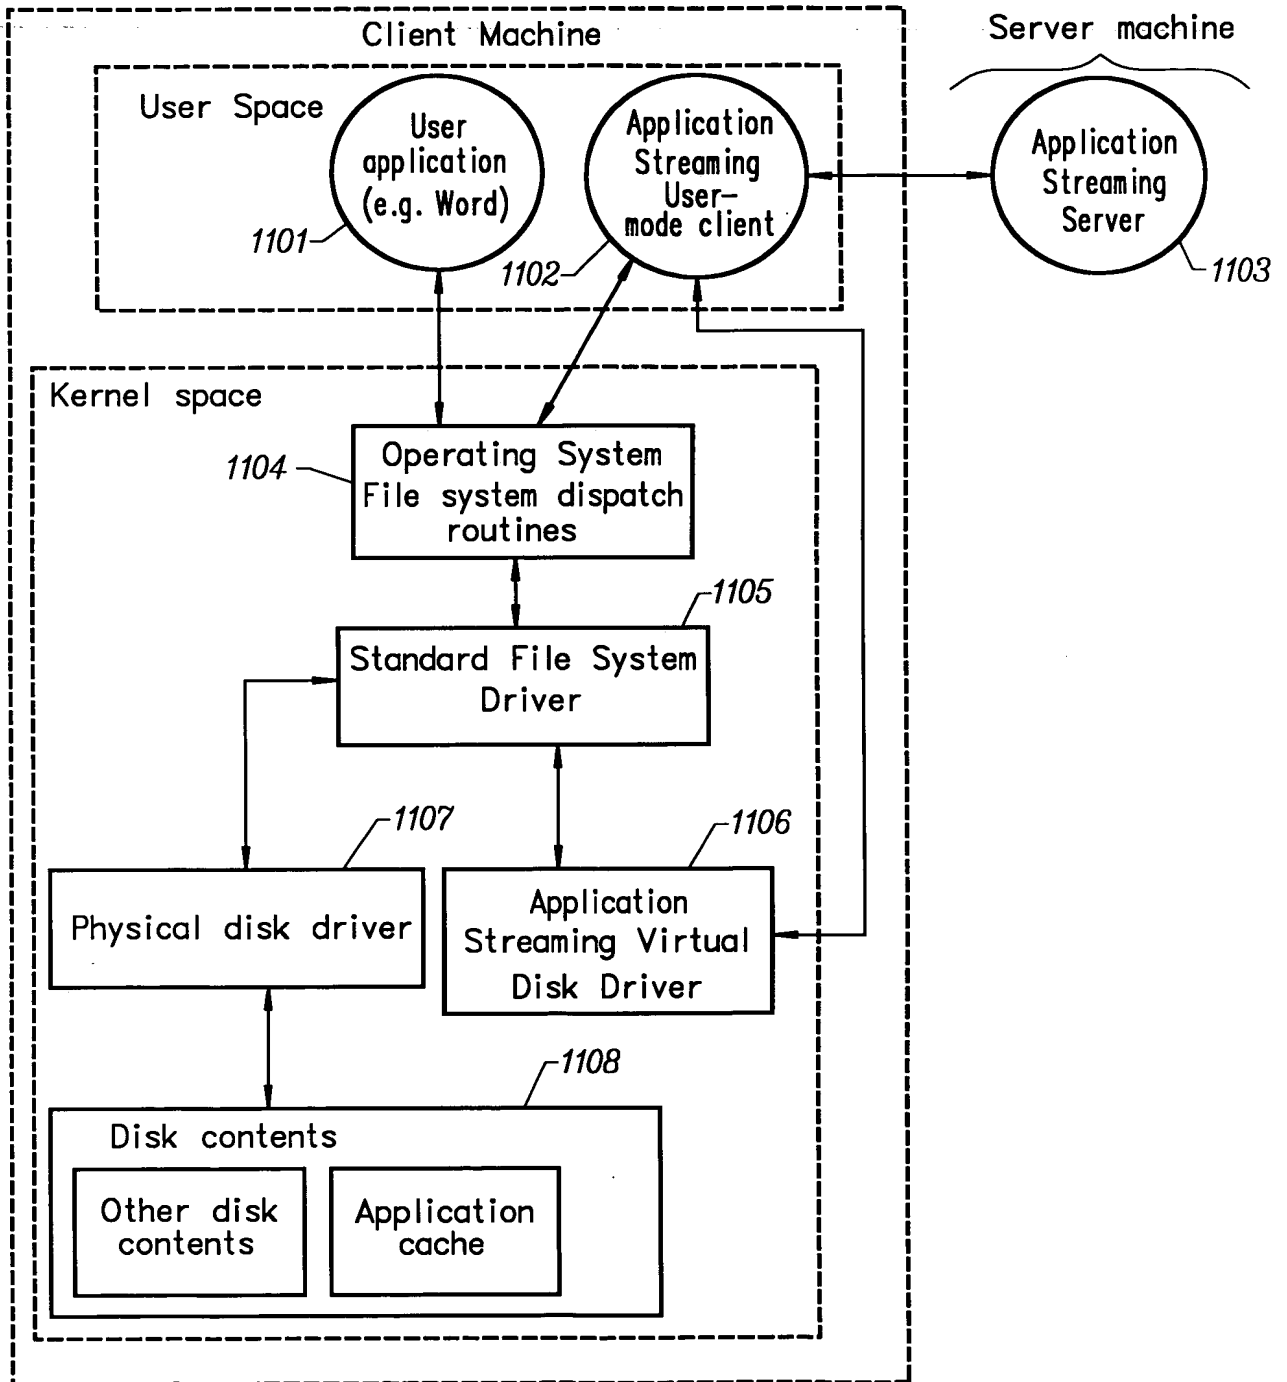 Client Machine
Server machine
User Space
User
application
(e.g. Word)
1101
Application
Streaming
User-
mode client
1102
Application
Streaming
Server
1103
Kernel space
1104
Operating System
File system dispatch
routines
1105
Standard File System
Driver
1107
Physical disk driver
1106
Application
Streaming Virtual
Disk Driver
1108
Disk contents
Other disk
contents
Application
cache